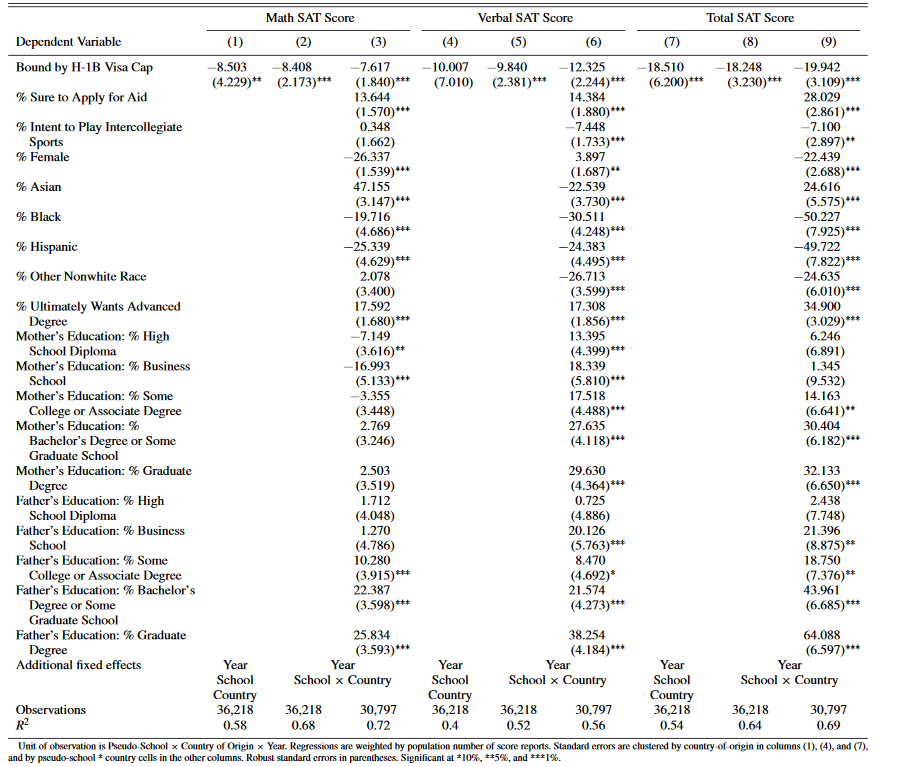 Math SAT Score Verbal SAT Score Total SAT Score
Dependent Variable (1) (2) (3) (4) (5) (6) (7) (8) (9)
Bound by H-1B Visa Cap −8.503 −8.408 −7.617 −10.007 −9.840 −12.325 −18.510 −18.248 −19.942
(4.229)** (2.173)*** (1.840)*** (7.010) (2.381)*** (2.244)*** (6.200)*** (3.230)*** (3.109)***
% Sure to Apply for Aid 13.644 14.384 28.029
(1.570)*** (1.880)*** (2.861)***
% Intent to Play Intercollegiate 0.348 −7.448 −7.100
Sports (1.662) (1.733)*** (2.897)**
% Female −26.337 3.897 −22.439
(1.539)*** (1.687)** (2.688)***
% Asian 47.155 −22.539 24.616
(3.147)*** (3.730)*** (5.575)***
% Black −19.716 −30.511 −50.227
(4.686)*** (4.248)*** (7.925)***
% Hispanic −25.339 −24.383 −49.722
(4.629)*** (4.495)*** (7.822)***
% Other Nonwhite Race 2.078 −26.713 −24.635
(3.400) (3.599)*** (6.010)***
% Ultimately Wants Advanced 17.592 17.308 34.900
Degree (1.680)*** (1.856)*** (3.029)***
Mother's Education: % High −7.149 13.395 6.246
School Diploma (3.616)** (4.399)*** (6.891)
Mother's Education: % Business −16.993 18.339 1.345
School (5.133)*** (5.810)*** (9.532)
Mother's Education: % Some −3.355 17.518 14.163
College or Associate Degree (3.448) (4.488)*** (6.641)**
Mother's Education: % 2.769 27.635 30.404
Bachelor's Degree or Some (3.246) (4.118)*** (6.182)***
Graduate School
Mother's Education: % Graduate 2.503 29.630 32.133
Degree (3.519) (4.364)*** (6.650)***
Father's Education: % High 1.712 0.725 2.438
School Diploma (4.048) (4.886) (7.748)
Father's Education: % Business 1.270 20.126 21.396
School (4.786) (5.763)*** (8.875)**
Father's Education: % Some 10.280 8.470 18.750
College or Associate Degree (3.915)*** (4.692)* (7.376)**
Father's Education: % Bachelor's 22.387 21.574 43.961
Degree or Some (3.598)*** (4.273)*** (6.685)***
Graduate School
Father's Education: % Graduate 25.834 38.254 64.088
Degree (3.593)*** (4.184)*** (6.597)***
Additional fixed effects Year Year Year Year Year Year
School School × Country School School × Country School School × Country
Country Country Country
Observations 36,218 36,218 30,797 36,218 36,218 30,797 36,218 36,218 30,797
R² 0.58 0.68 0.72 0.4 0.52 0.56 0.54 0.64 0.69
Unit of observation is Pseudo-School × Country of Origin × Year. Regressions are weighted by population number of score reports. Standard errors are clustered by country-of-origin in columns (1), (4), and (7),
and by pseudo-school * country cells in the other columns. Robust standard errors in parentheses. Significant at *10%, **5%, and ***1%.